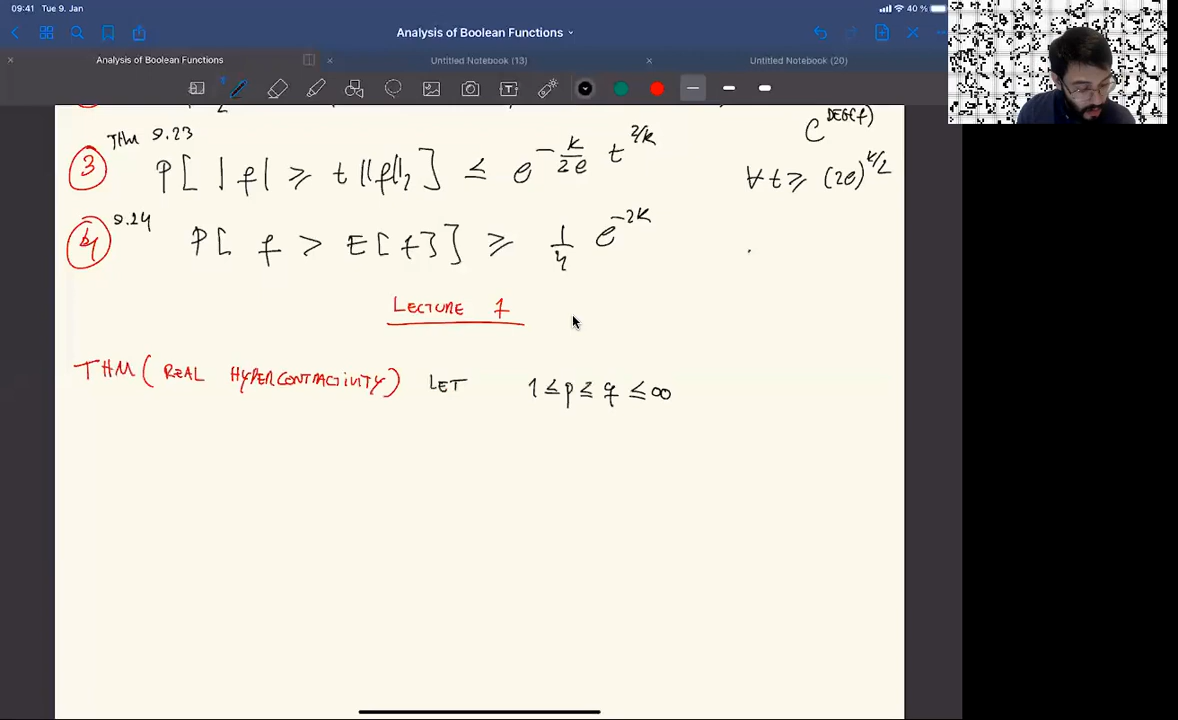 09:41 Tue 9. Jan 40 %
Analysis of Boolean Functions
Analysis of Boolean Functions Untitled Notebook (13) Untitled Notebook (20)
C^DEG(f)
③ THM 9.23 P[ |f| ≥ t ||f||₂ ] ≤ e^{-k/2e t^{2/k}} ∀ t ≥ (2e)^{k/2}
④ 9.24 P[ f > E[f] ] ≥ 1/4 e^{-2k}
LECTURE 7
THM ( REAL HYPERCONTRACTIVITY) LET 1 ≤ p ≤ q ≤ ∞